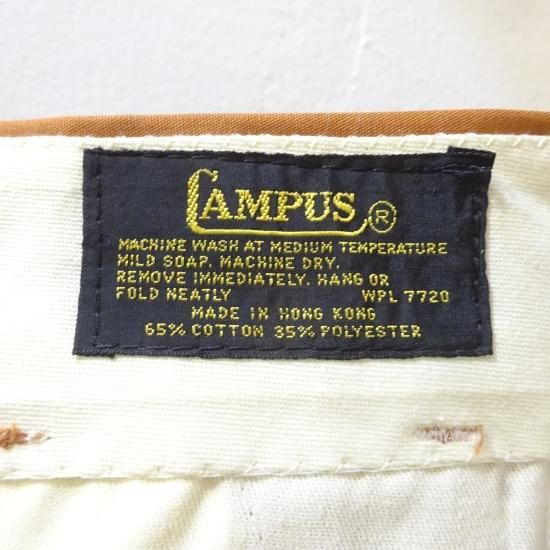 CAMPUS ®
MACHINE WASH AT MEDIUM TEMPERATURE
MILD SOAP. MACHINE DRY.
REMOVE IMMEDIATELY. HANG OR
FOLD NEATLY WPL 7720
MADE IN HONG KONG
65% COTTON 35% POLYESTER